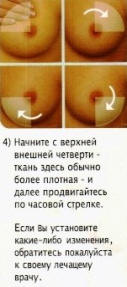 4) Начните с верхней
внешней четверти -
ткань здесь обычно
более плотная - и
далее продвигайтесь
по часовой стрелке.
Если Вы установите
какие-либо изменения,
обратитесь пожалуйста
к своему лечащему
врачу.